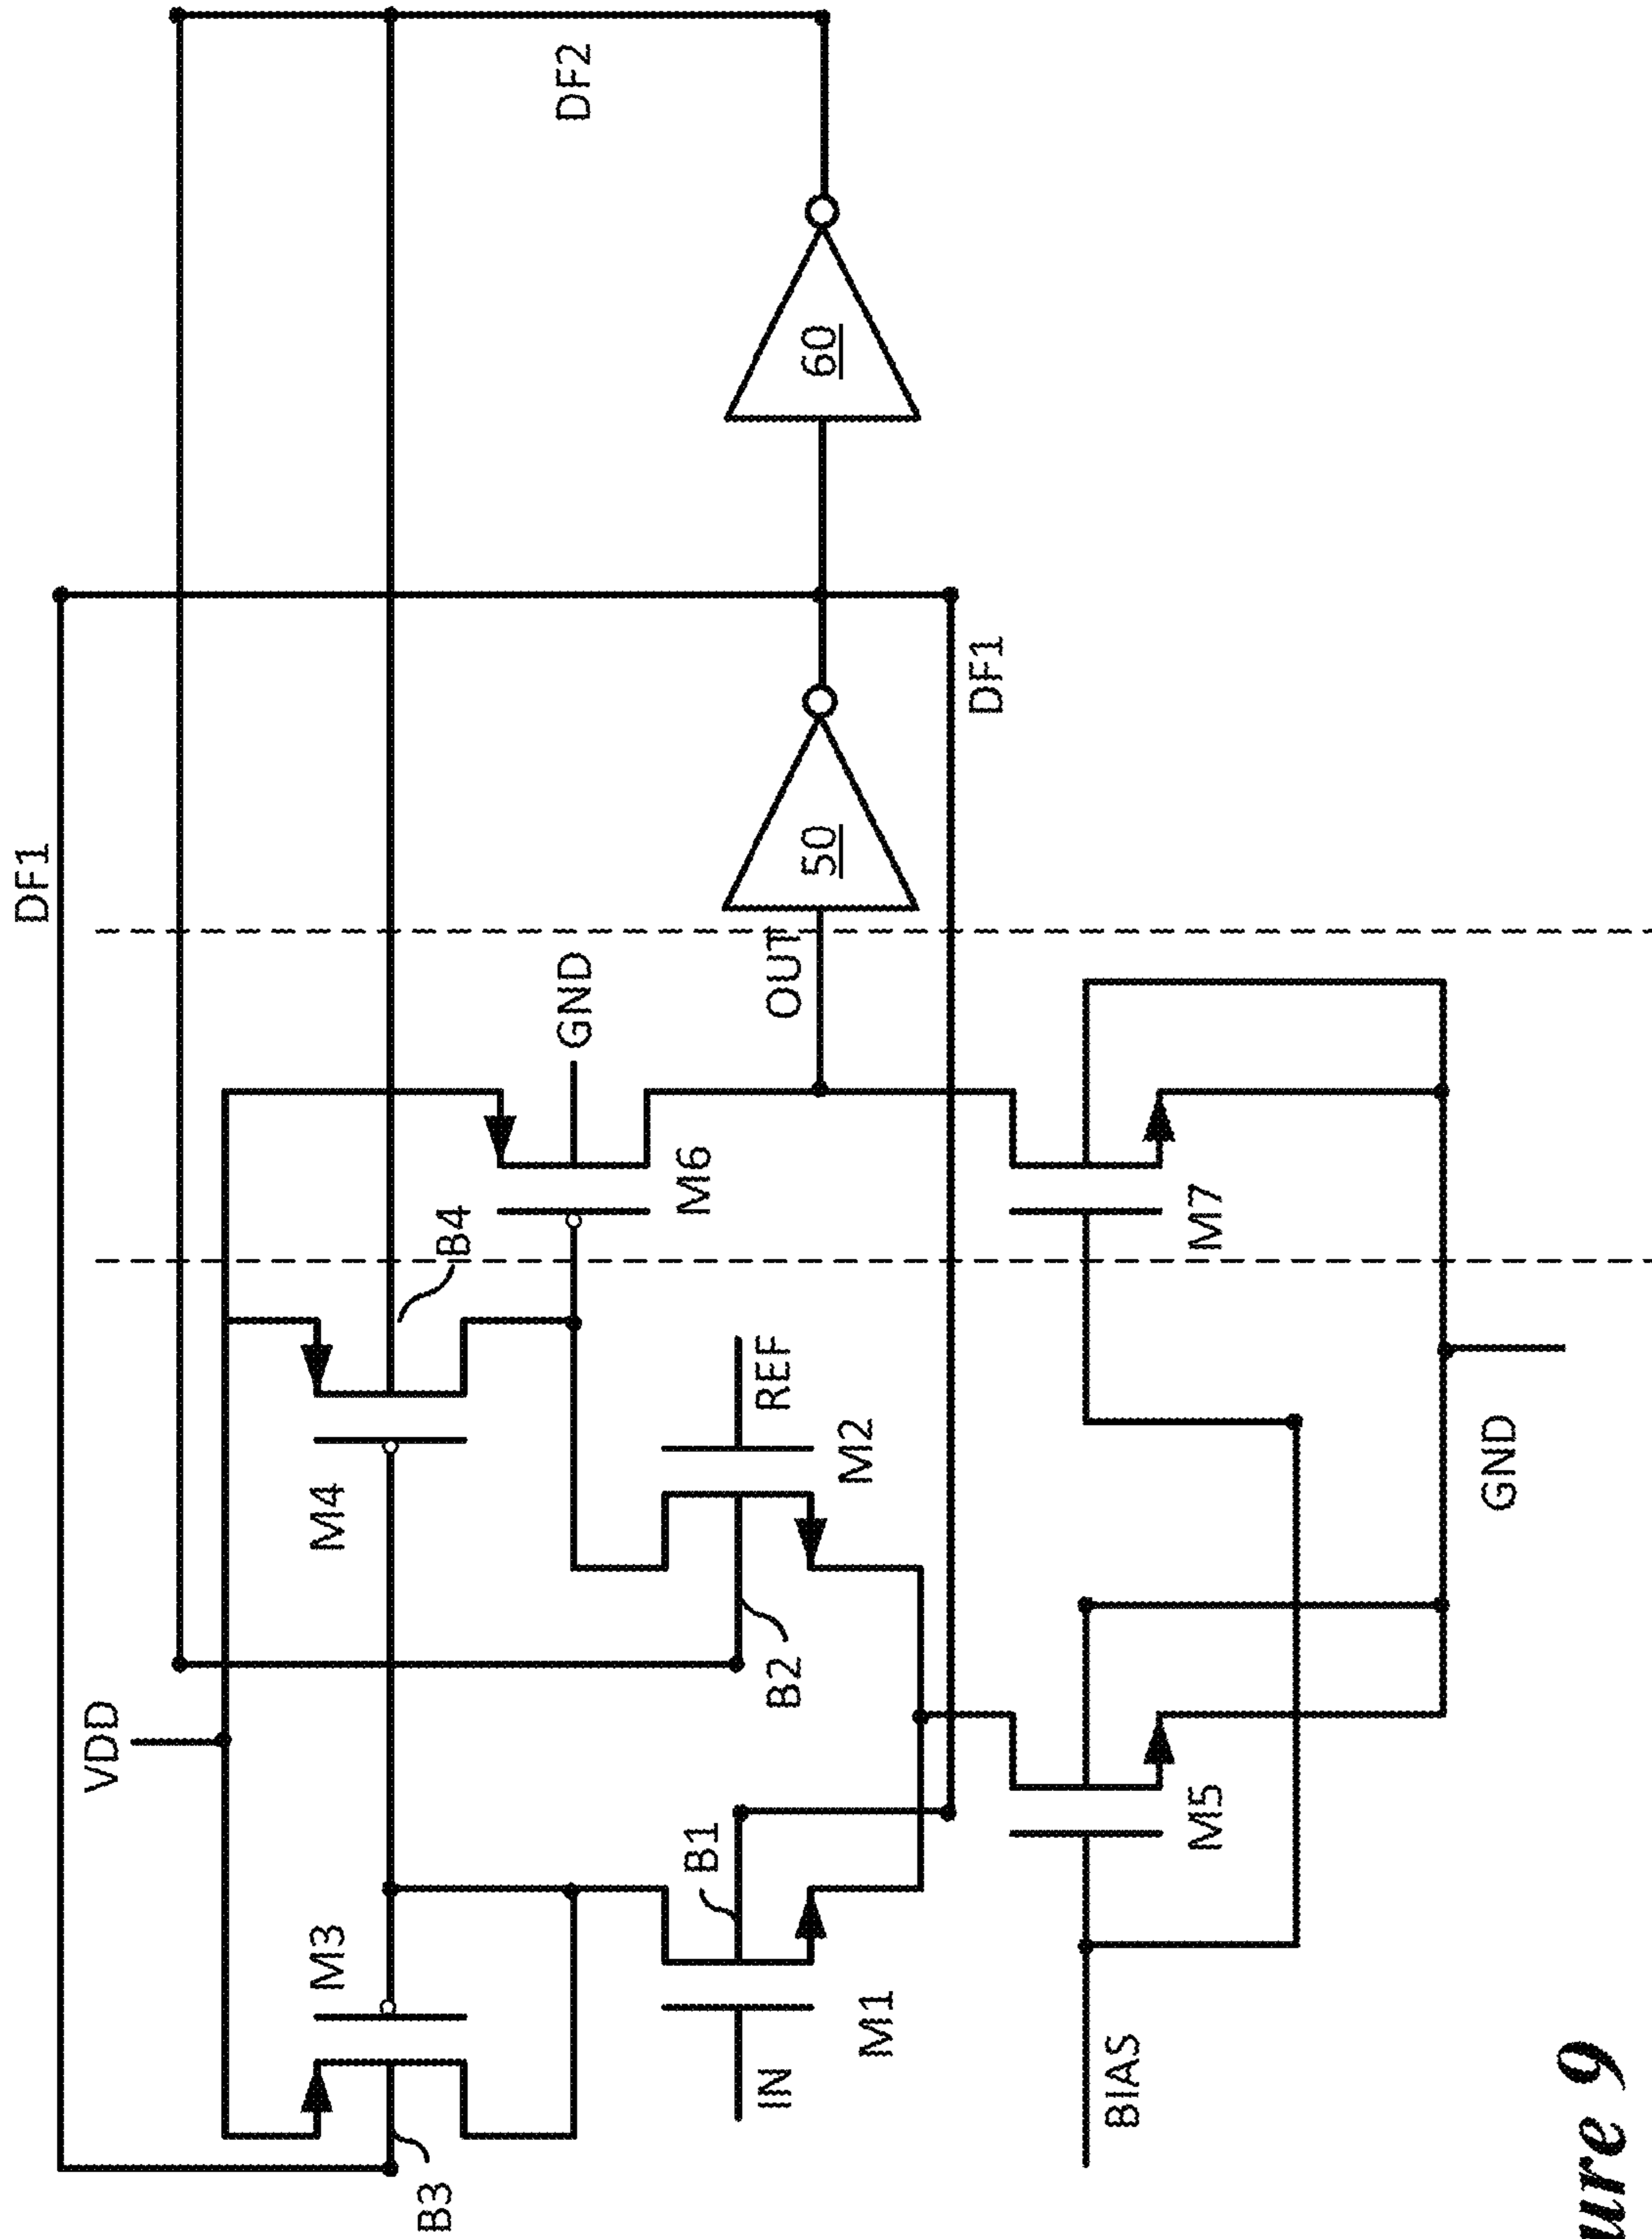 DF1
VDD
M3
M4
B4
B3
GND
DF2
M6
B1
B2
REF
IN
M1
M2
OUT
50
60
DF1
BIAS
M5
M7
GND
ure 9